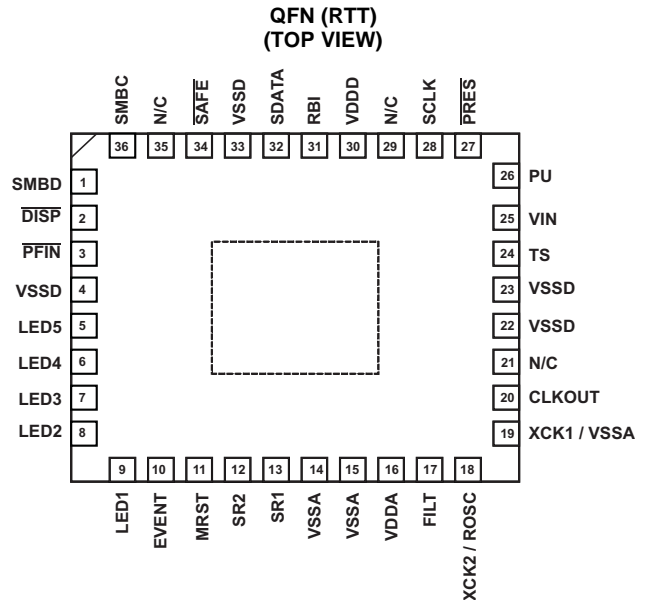 QFN (RTT)
(TOP VIEW)
SMBC
N/C
SAFE
VSSD
SDATA
RBI
VDDD
N/C
SCLK
PRES
36
35
34
33
32
31
30
29
28
27
SMBD 1
DISP 2
PFIN 3
VSSD 4
LED5 5
LED4 6
LED3 7
LED2 8
26 PU
25 VIN
24 TS
23 VSSD
22 VSSD
21 N/C
20 CLKOUT
19 XCK1 / VSSA
9
10
11
12
13
14
15
16
17
18
LED1
EVENT
MRST
SR2
SR1
VSSA
VSSA
VDDA
FILT
XCK2 / ROSC